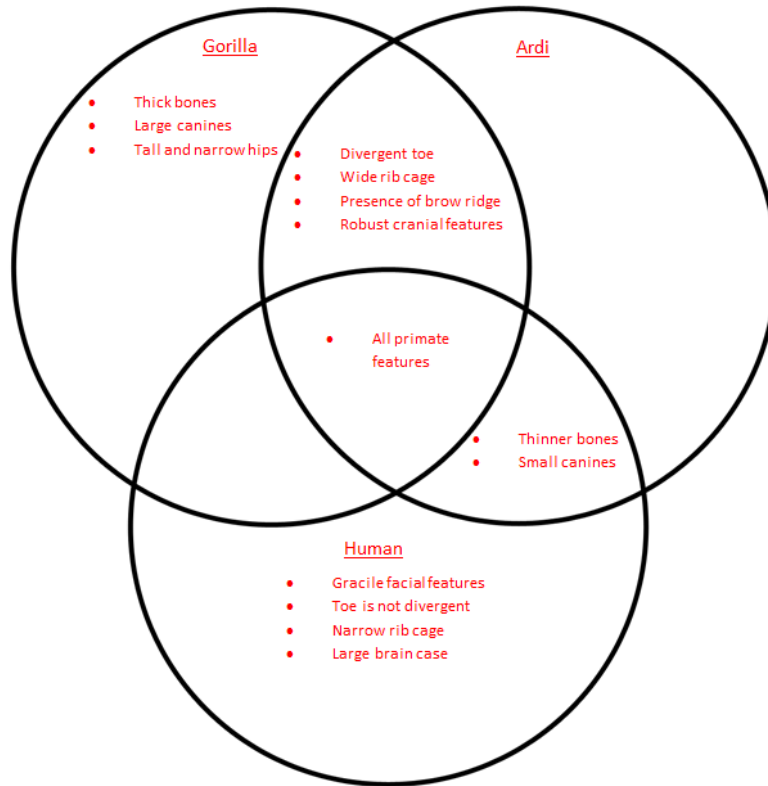 Gorilla
Ardi
• Thick bones
• Large canines
• Tall and narrow hips
• Divergent toe
• Wide rib cage
• Presence of brow ridge
• Robust cranial features
• All primate
features
• Thinner bones
• Small canines
Human
• Gracile facial features
• Toe is not divergent
• Narrow rib cage
• Large brain case